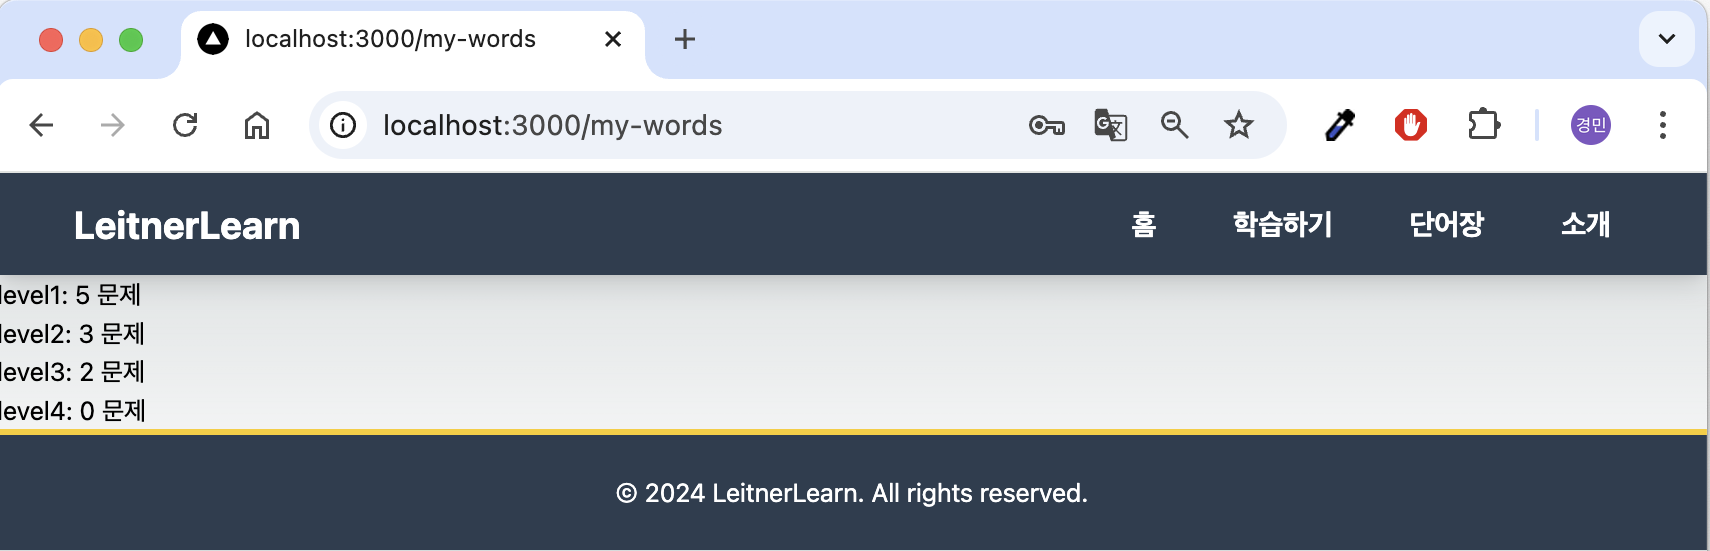 localhost:3000/my-words
localhost:3000/my-words
경민
LeitnerLearn 홈 학습하기 단어장 소개
level1: 5 문제
level2: 3 문제
level3: 2 문제
level4: 0 문제
© 2024 LeitnerLearn. All rights reserved.